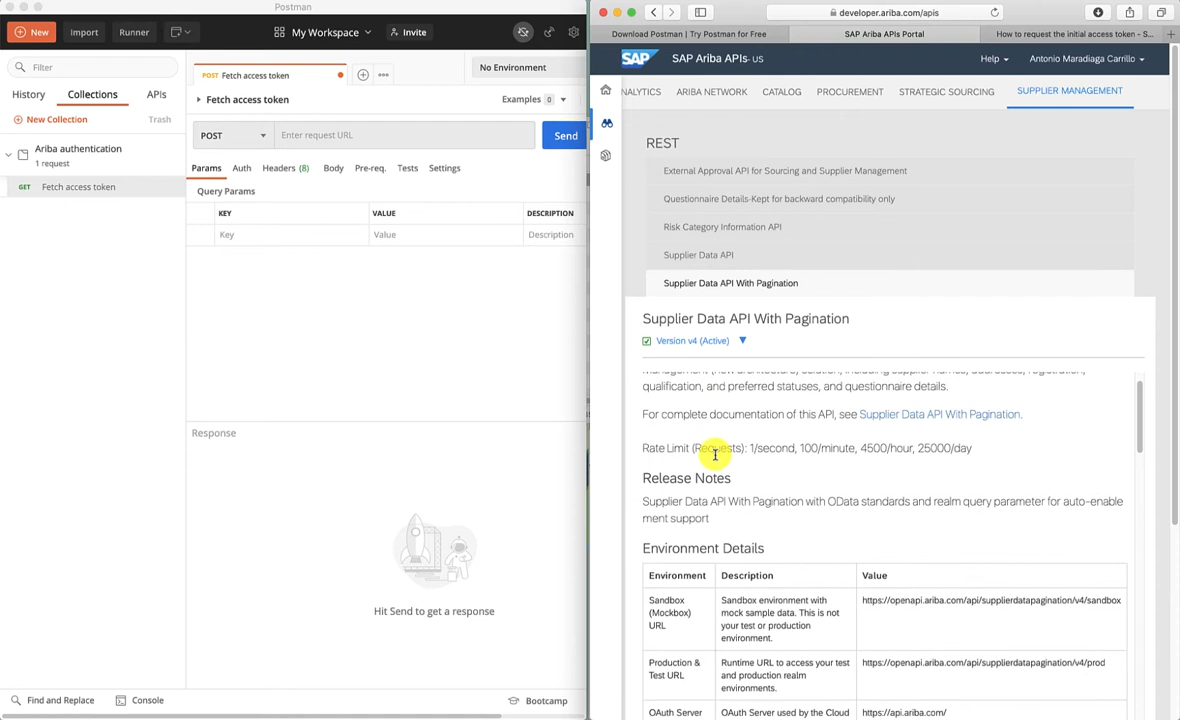 Postman
New
Import
Runner
My Workspace
Invite
Filter
History
Collections
APIs
New Collection
Trash
Ariba authentication
1 request
GET Fetch access token
POST Fetch access token
No Environment
Fetch access token
Examples 0
POST
Enter request URL
Send
Params
Auth
Headers (8)
Body
Pre-req.
Tests
Settings
Query Params
KEY VALUE DESCRIPTION
Key Value Description
Response
Hit Send to get a response
Find and Replace
Console
Bootcamp
developer.ariba.com/apis
Download Postman | Try Postman for Free
SAP Ariba APIs Portal
How to request the initial access token - S...
SAP
SAP Ariba APIs- US
Help
Antonio Maradiaga Carrillo
NALYTICS
ARIBA NETWORK
CATALOG
PROCUREMENT
STRATEGIC SOURCING
SUPPLIER MANAGEMENT
REST
External Approval API for Sourcing and Supplier Management
Questionnaire Details-Kept for backward compatibility only
Risk Category Information API
Supplier Data API
Supplier Data API With Pagination
Supplier Data API With Pagination
Version v4 (Active)
Management (new architecture) solution, including supplier names, addresses, registration,
qualification, and preferred statuses, and questionnaire details.
For complete documentation of this API, see Supplier Data API With Pagination.
Rate Limit (Requests): 1/second, 100/minute, 4500/hour, 25000/day
Release Notes
Supplier Data API With Pagination with OData standards and realm query parameter for auto-enable
ment support
Environment Details
Environment Description Value
Sandbox
(Mockbox)
URL
Sandbox environment with
mock sample data. This is not
your test or production
environment.
https://openapi.ariba.com/api/supplierdatapagination/v4/sandbox
Production &
Test URL
Runtime URL to access your test
and production realm
environments.
https://openapi.ariba.com/api/supplierdatapagination/v4/prod
OAuth Server
OAuth Server used by the Cloud
https://api.ariba.com/